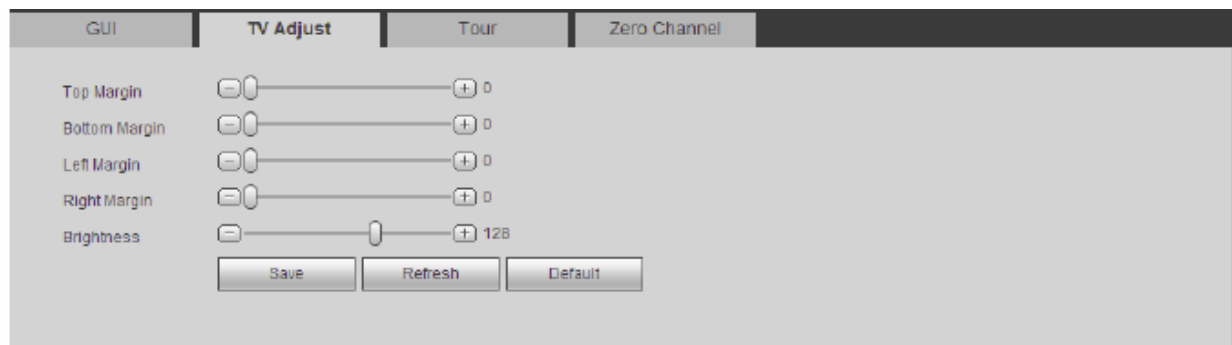 GUI TV Adjust Tour Zero Channel
Top Margin 0
Bottom Margin 0
Left Margin 0
Right Margin 0
Brightness 128
Save Refresh Default